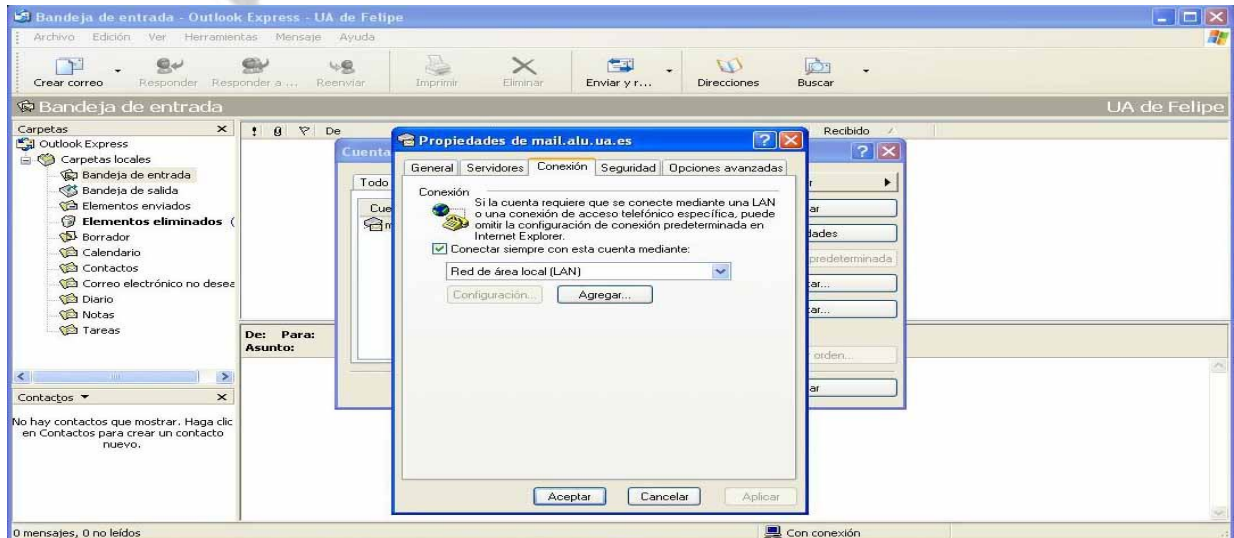 Bandeja de entrada - Outlook Express - UA de Felipe
Archivo Edición Ver Herramientas Mensaje Ayuda
Crear correo Responder Responder a ... Reenviar Imprimir Eliminar Enviar y r... Direcciones Buscar
Bandeja de entrada UA de Felipe
Carpetas
Outlook Express
Carpetas locales
Bandeja de entrada
Bandeja de salida
Elementos enviados
Elementos eliminados (
Borrador
Calendario
Contactos
Correo electrónico no desea
Diario
Notas
Tareas
Contactos
No hay contactos que mostrar. Haga clic
en Contactos para crear un contacto
nuevo.
! De Recibido
De: Para:
Asunto:
Cuenta
Todo
Cue
m
Propiedades de mail.alu.ua.es
General Servidores Conexión Seguridad Opciones avanzadas
Conexión
Si la cuenta requiere que se conecte mediante una LAN
o una conexión de acceso telefónico específica, puede
omitir la configuración de conexión predeterminada en
Internet Explorer.
Conectar siempre con esta cuenta mediante:
Red de área local (LAN)
Configuración... Agregar...
Aceptar Cancelar Aplicar
r
ar
dades
predeterminada
ar...
ar...
orden...
ar
0 mensajes, 0 no leídos Con conexión